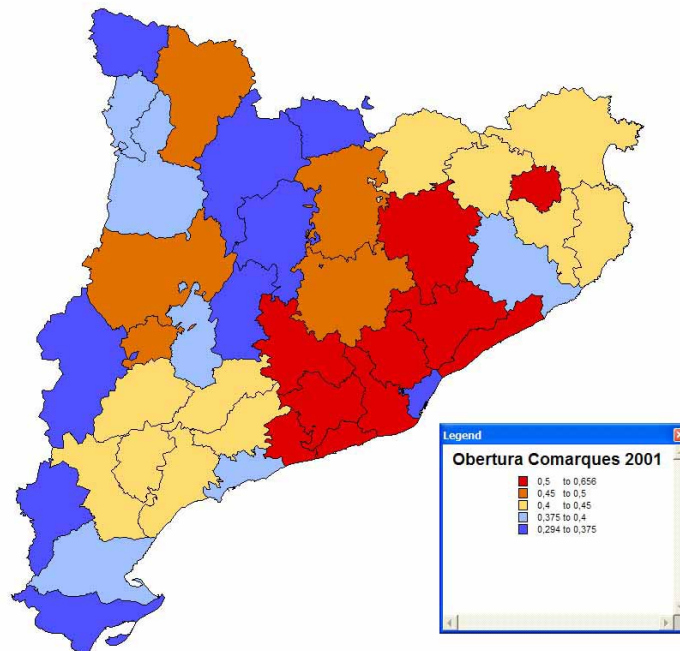 Legend
Obertura Comarques 2001
0,5 to 0,656
0,45 to 0,5
0,4 to 0,45
0,375 to 0,4
0,294 to 0,375